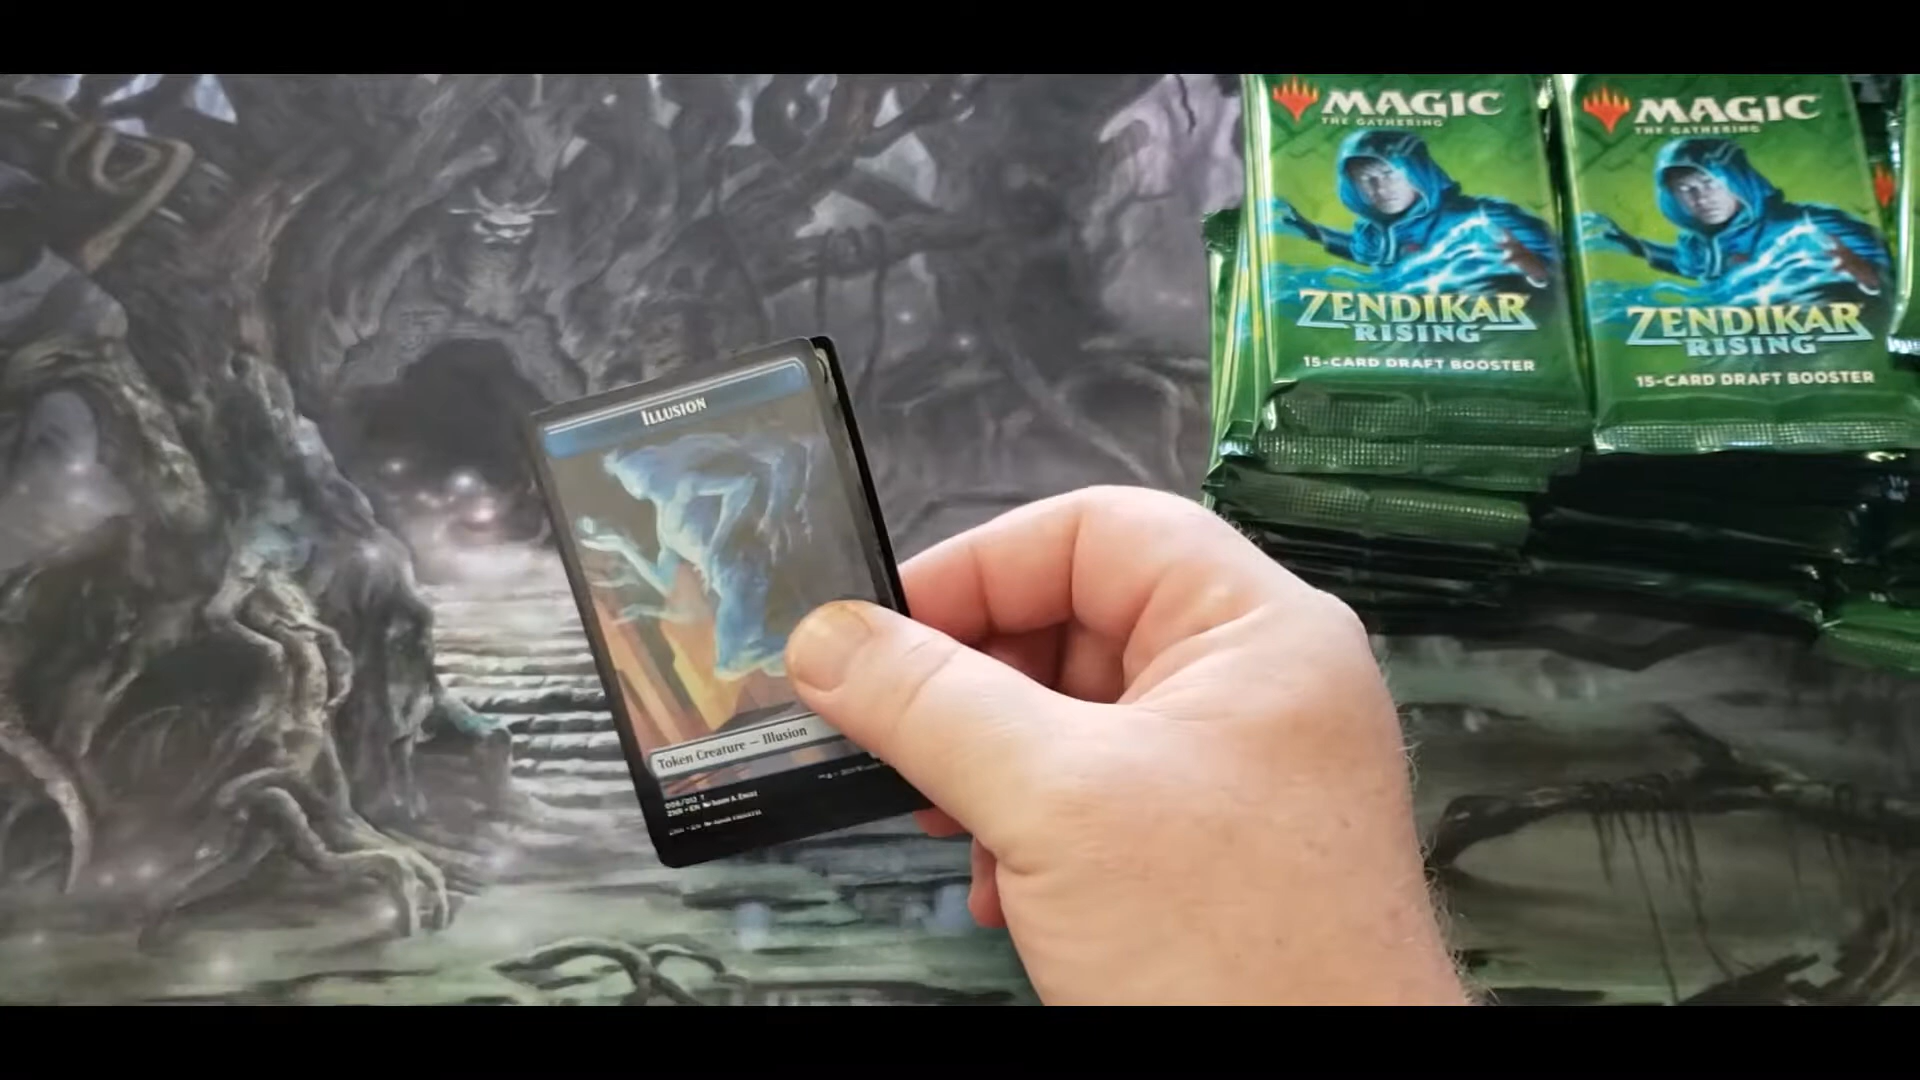 MAGIC
THE GATHERING
ZENDIKAR
RISING
15-CARD DRAFT BOOSTER
MAGIC
THE GATHERING
ZENDIKAR
RISING
15-CARD DRAFT BOOSTER
ILLUSION
Token Creature — Illusion